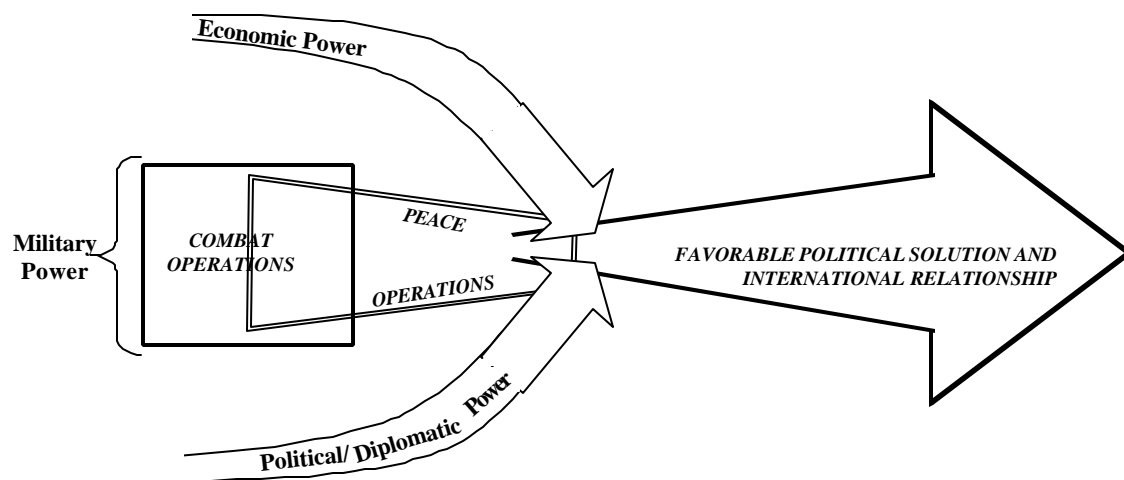 Economic Power
PEACE
Military
Power
COMBAT
OPERATIONS
FAVORABLE POLITICAL SOLUTION AND
INTERNATIONAL RELATIONSHIP
OPERATIONS
Political/ Diplomatic Power